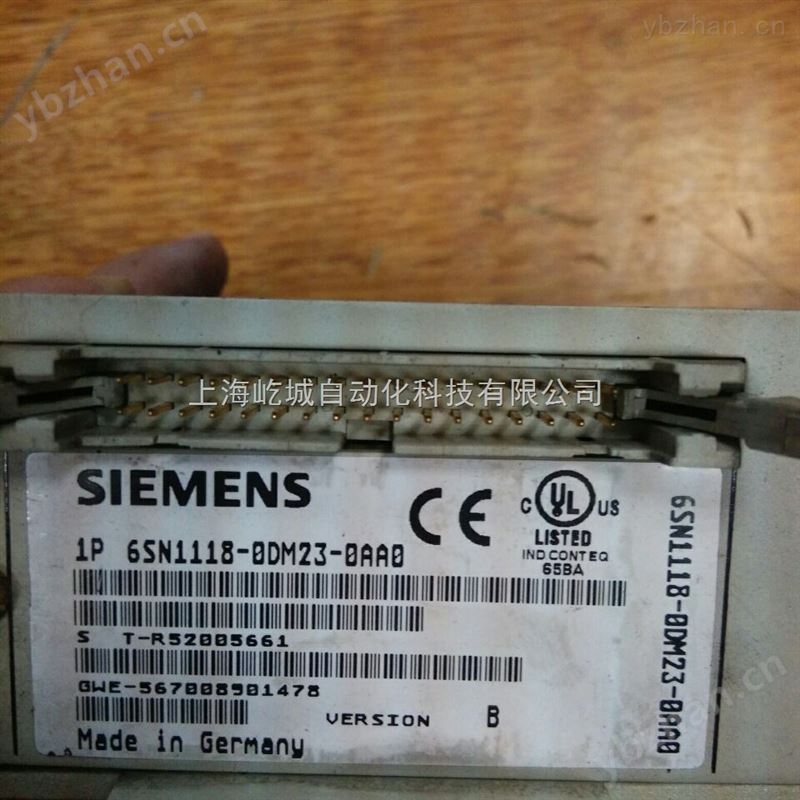 ybzhan.cn
ybzhan.cn
上海屹城自动化科技有限公司
SIEMENS
CE
C UL US
LISTED
IND CONT EQ
65BA
1P 6SN1118-0DM23-0AA0
S T-R52005661
GWE-567008901478
VERSION B
Made in Germany
6SN1118-0DM23-0AA0
ybzhan.cn